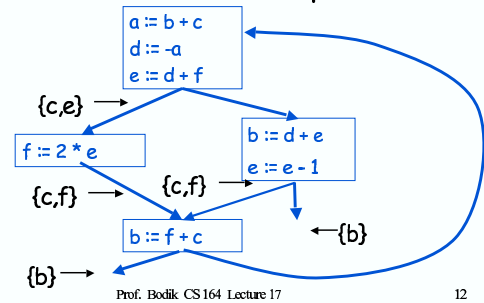 a := b + c
d := -a
e := d + f
{c,e}
f := 2 * e
b := d + e
e := e - 1
{c,f}
{c,f}
b := f + c
{b}
{b}
Prof. Bodik CS 164 Lecture 17
12